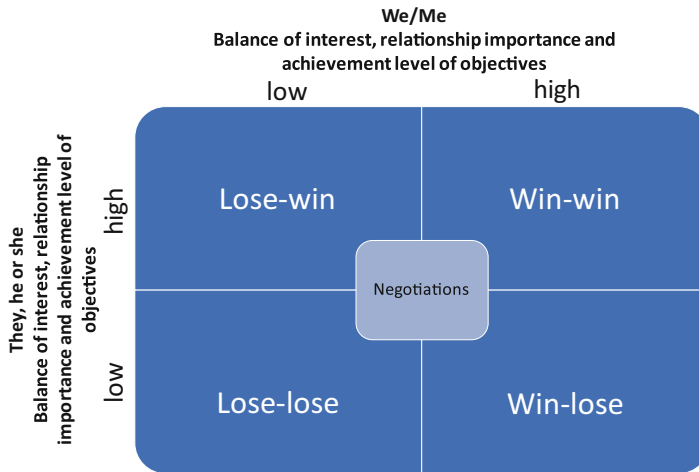 We/Me
Balance of interest, relationship importance and
achievement level of objectives
low
high
They, he or she
Balance of interest, relationship
importance and achievement level of
objectives
high
low
Lose-win
Win-win
Negotiations
Lose-lose
Win-lose